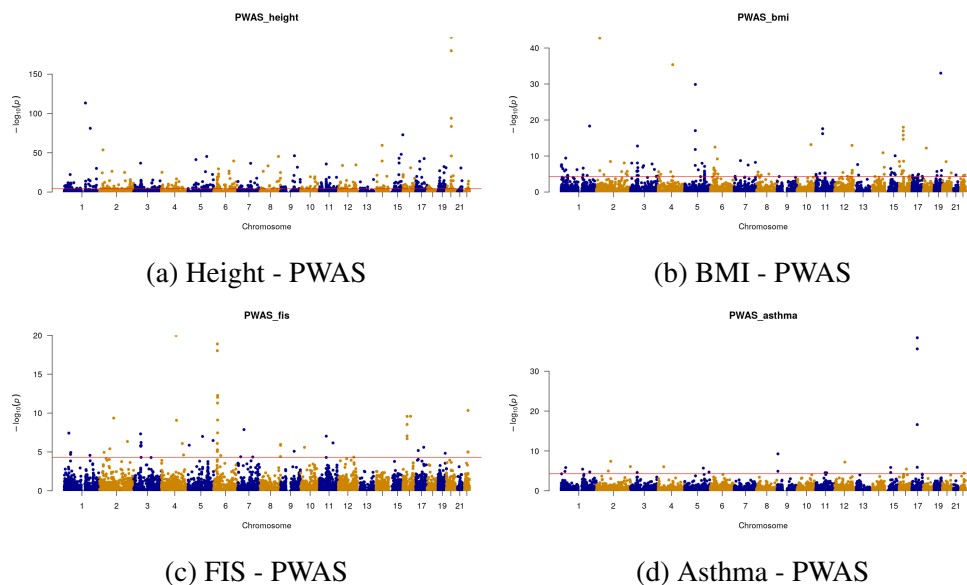 PWAS_height
150
100
50
0
− log10(p)
1 2 3 4 5 6 7 8 9 10 11 12 13 15 17 19 21
Chromosome
(a) Height - PWAS
PWAS_bmi
40
30
20
10
0
− log10(p)
1 2 3 4 5 6 7 8 9 10 11 12 13 15 17 19 21
Chromosome
(b) BMI - PWAS
PWAS_fis
20
15
10
5
0
− log10(p)
1 2 3 4 5 6 7 8 9 10 11 12 13 15 17 19 21
Chromosome
(c) FIS - PWAS
PWAS_asthma
30
20
10
0
− log10(p)
1 2 3 4 5 6 7 8 9 10 11 12 13 15 17 19 21
Chromosome
(d) Asthma - PWAS